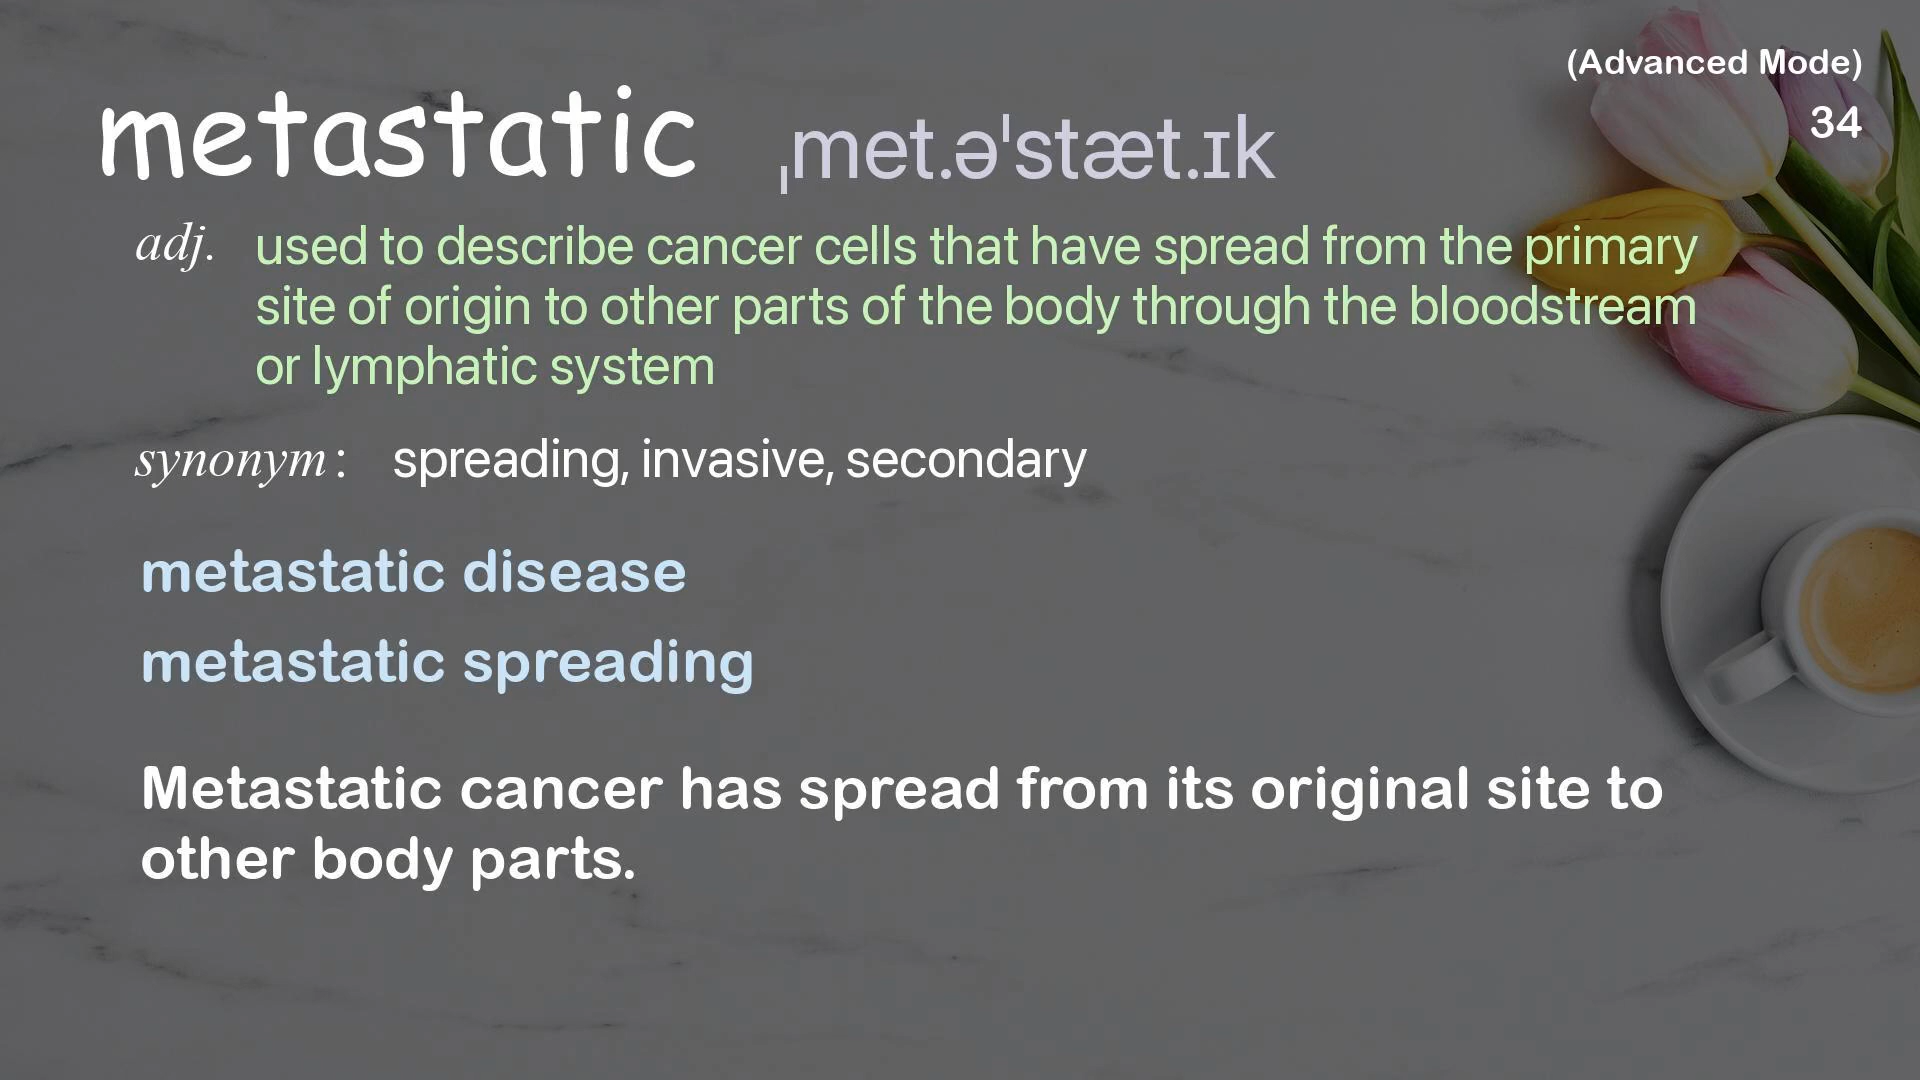 (Advanced Mode)
34
metastatic ˌmet.əˈstæt.ɪk
adj. used to describe cancer cells that have spread from the primary
site of origin to other parts of the body through the bloodstream
or lymphatic system
synonym : spreading, invasive, secondary
metastatic disease
metastatic spreading
Metastatic cancer has spread from its original site to
other body parts.